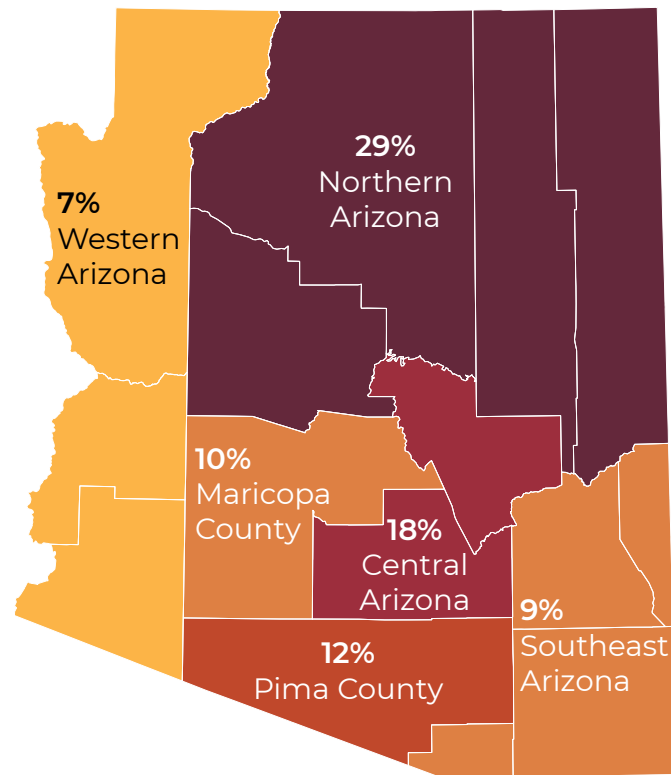 29%
Northern
Arizona
7%
Western
Arizona
10%
Maricopa
County
18%
Central
Arizona
9%
Southeast
Arizona
12%
Pima County